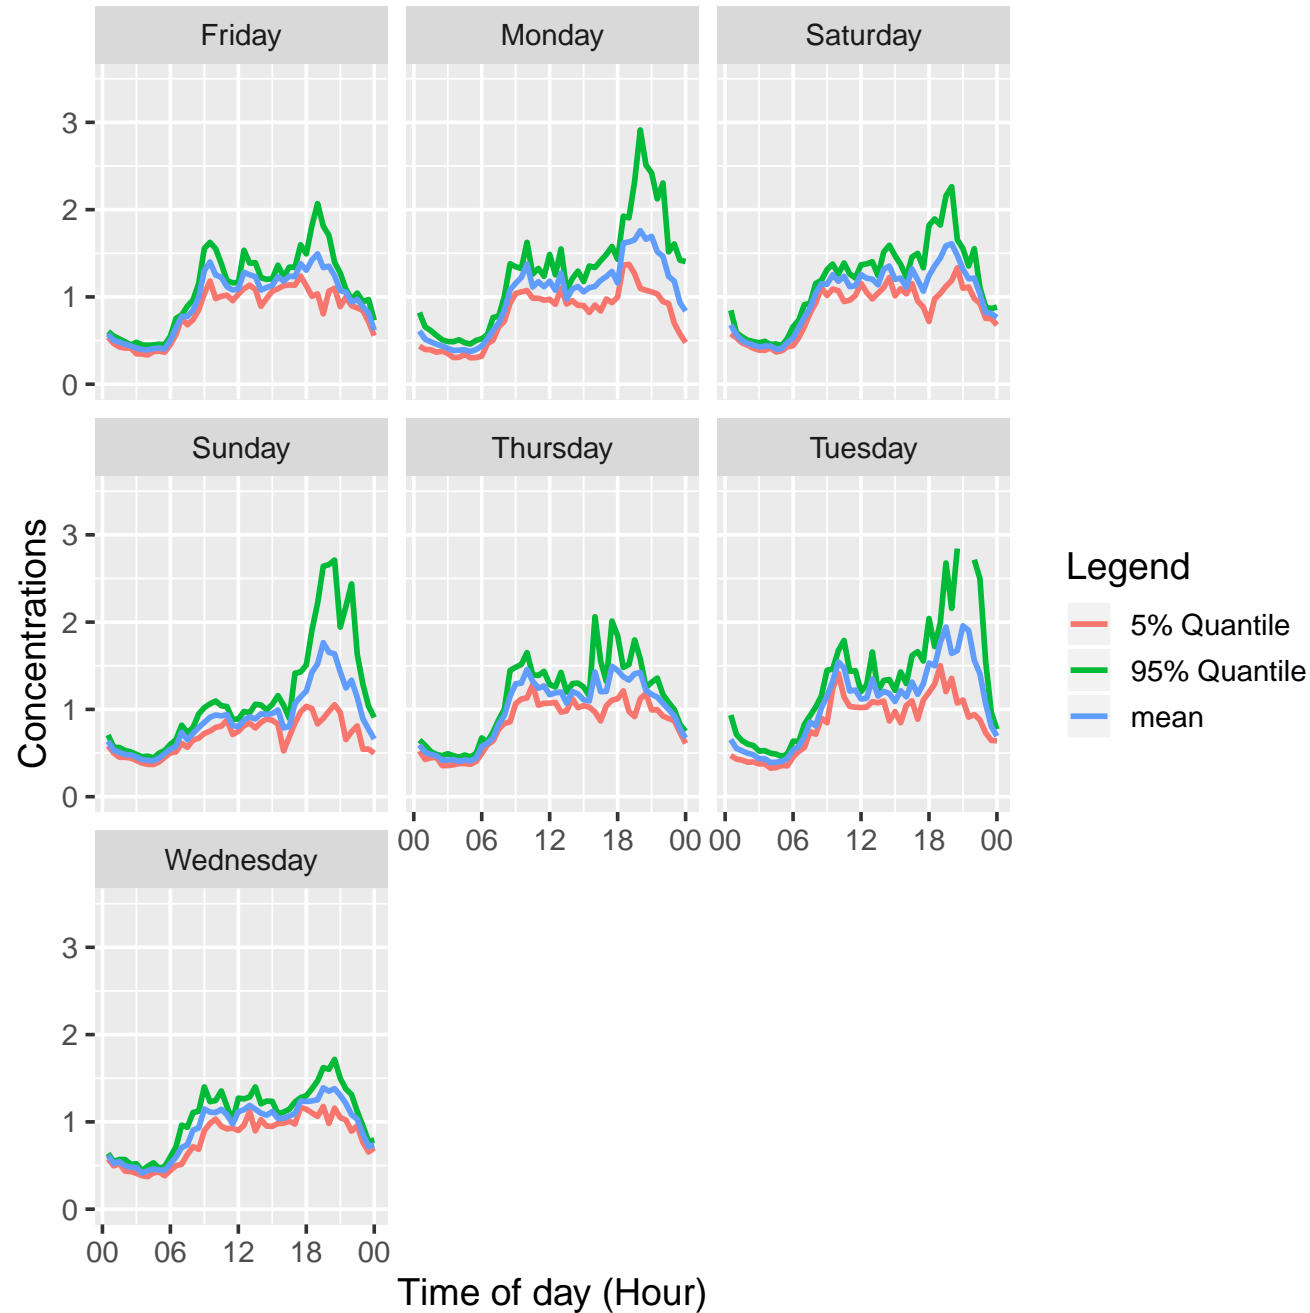 Friday
Monday
Saturday
3
2
1
0
Sunday
Thursday
Tuesday
Concentrations
3
2
1
0
00 06 12 18 00
00 06 12 18 00
Wednesday
3
2
1
0
00 06 12 18 00
Time of day (Hour)
Legend
5% Quantile
95% Quantile
mean